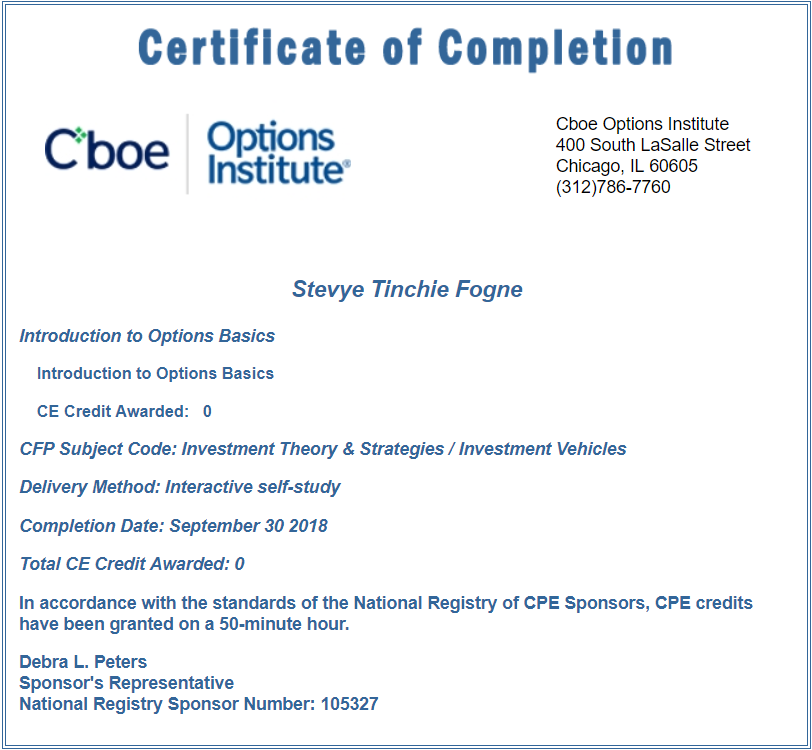 Certificate of Completion
Cboe
Options
Institute®
Cboe Options Institute
400 South LaSalle Street
Chicago, IL 60605
(312)786-7760
Stevye Tinchie Fogne
Introduction to Options Basics
Introduction to Options Basics
CE Credit Awarded: 0
CFP Subject Code: Investment Theory & Strategies / Investment Vehicles
Delivery Method: Interactive self-study
Completion Date: September 30 2018
Total CE Credit Awarded: 0
In accordance with the standards of the National Registry of CPE Sponsors, CPE credits
have been granted on a 50-minute hour.
Debra L. Peters
Sponsor's Representative
National Registry Sponsor Number: 105327